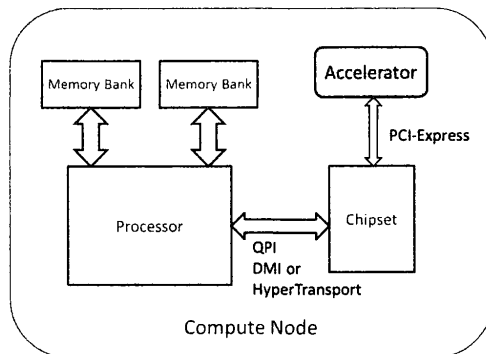 Memory Bank
Memory Bank
Accelerator
PCI-Express
Processor
Chipset
QPI
DMI or
HyperTransport
Compute Node